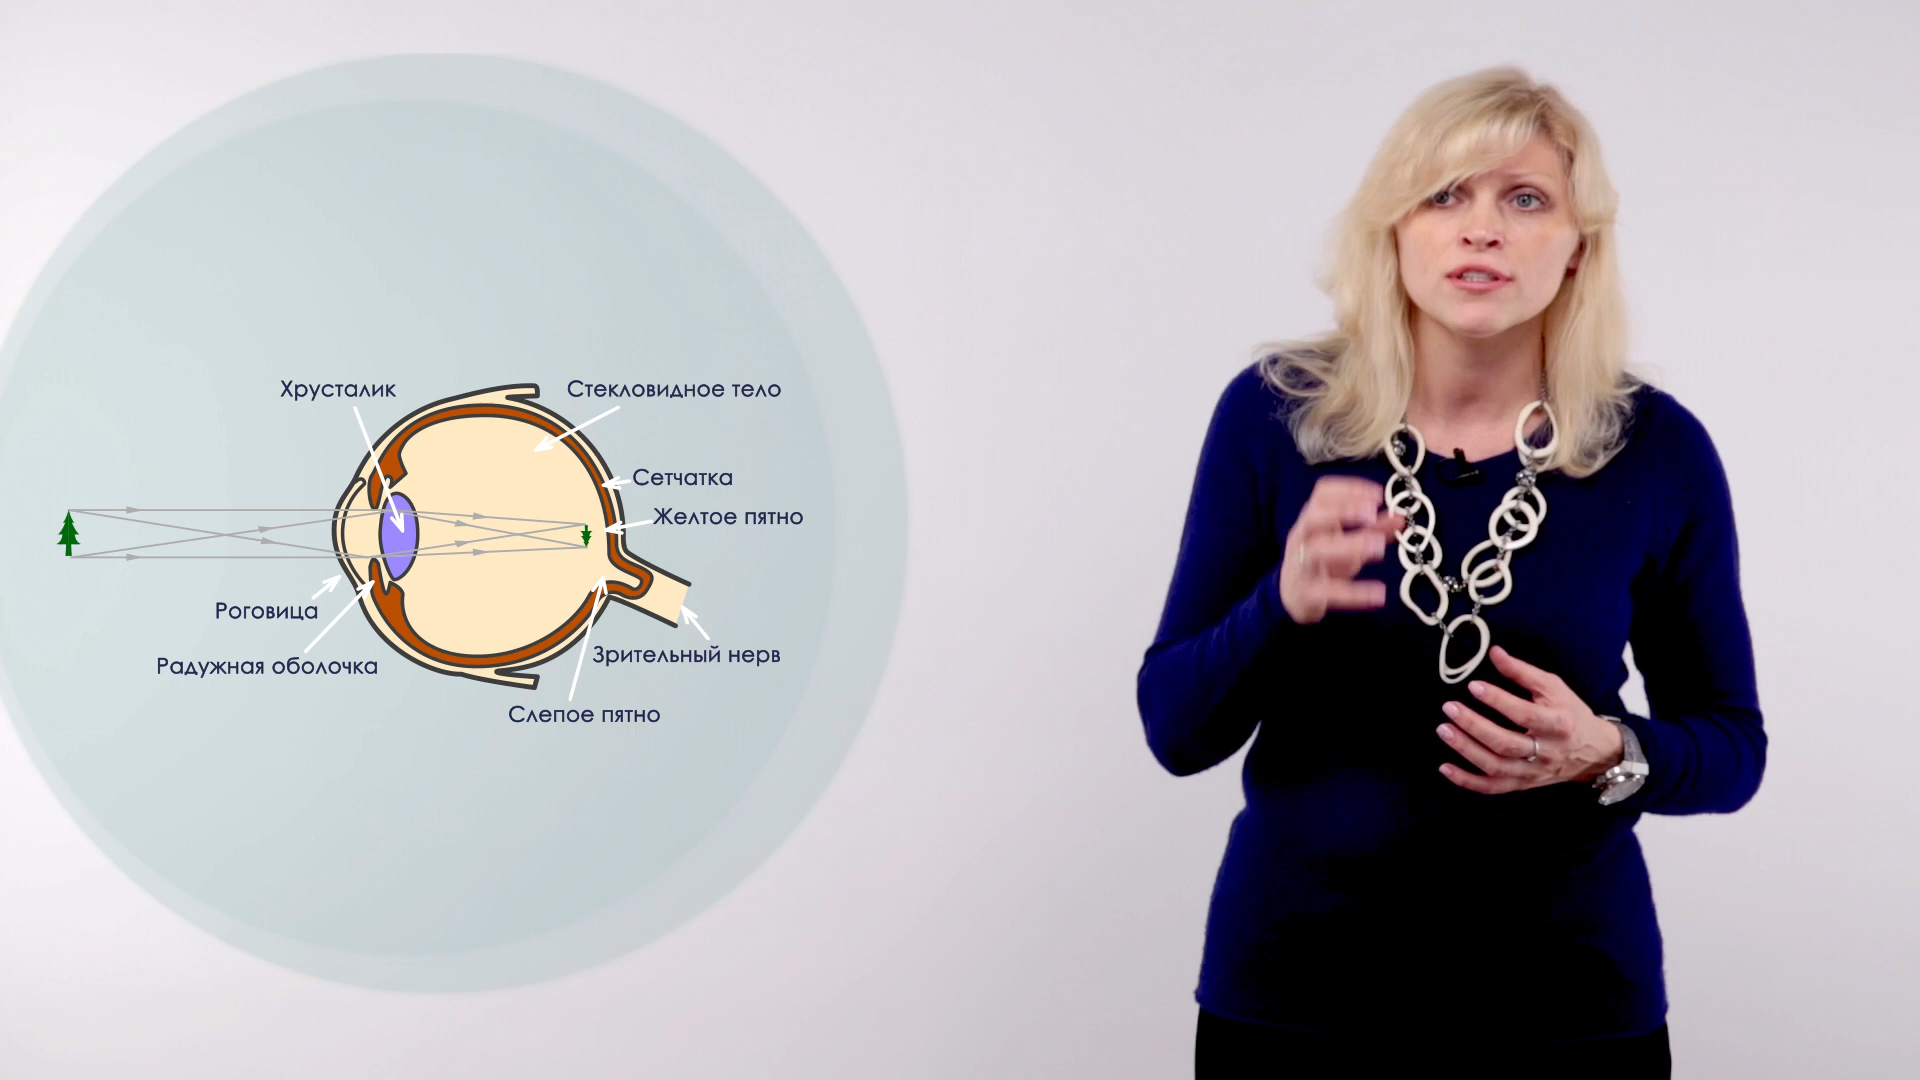 Хрусталик
Стекловидное тело
Сетчатка
Желтое пятно
Роговица
Зрительный нерв
Радужная оболочка
Слепое пятно